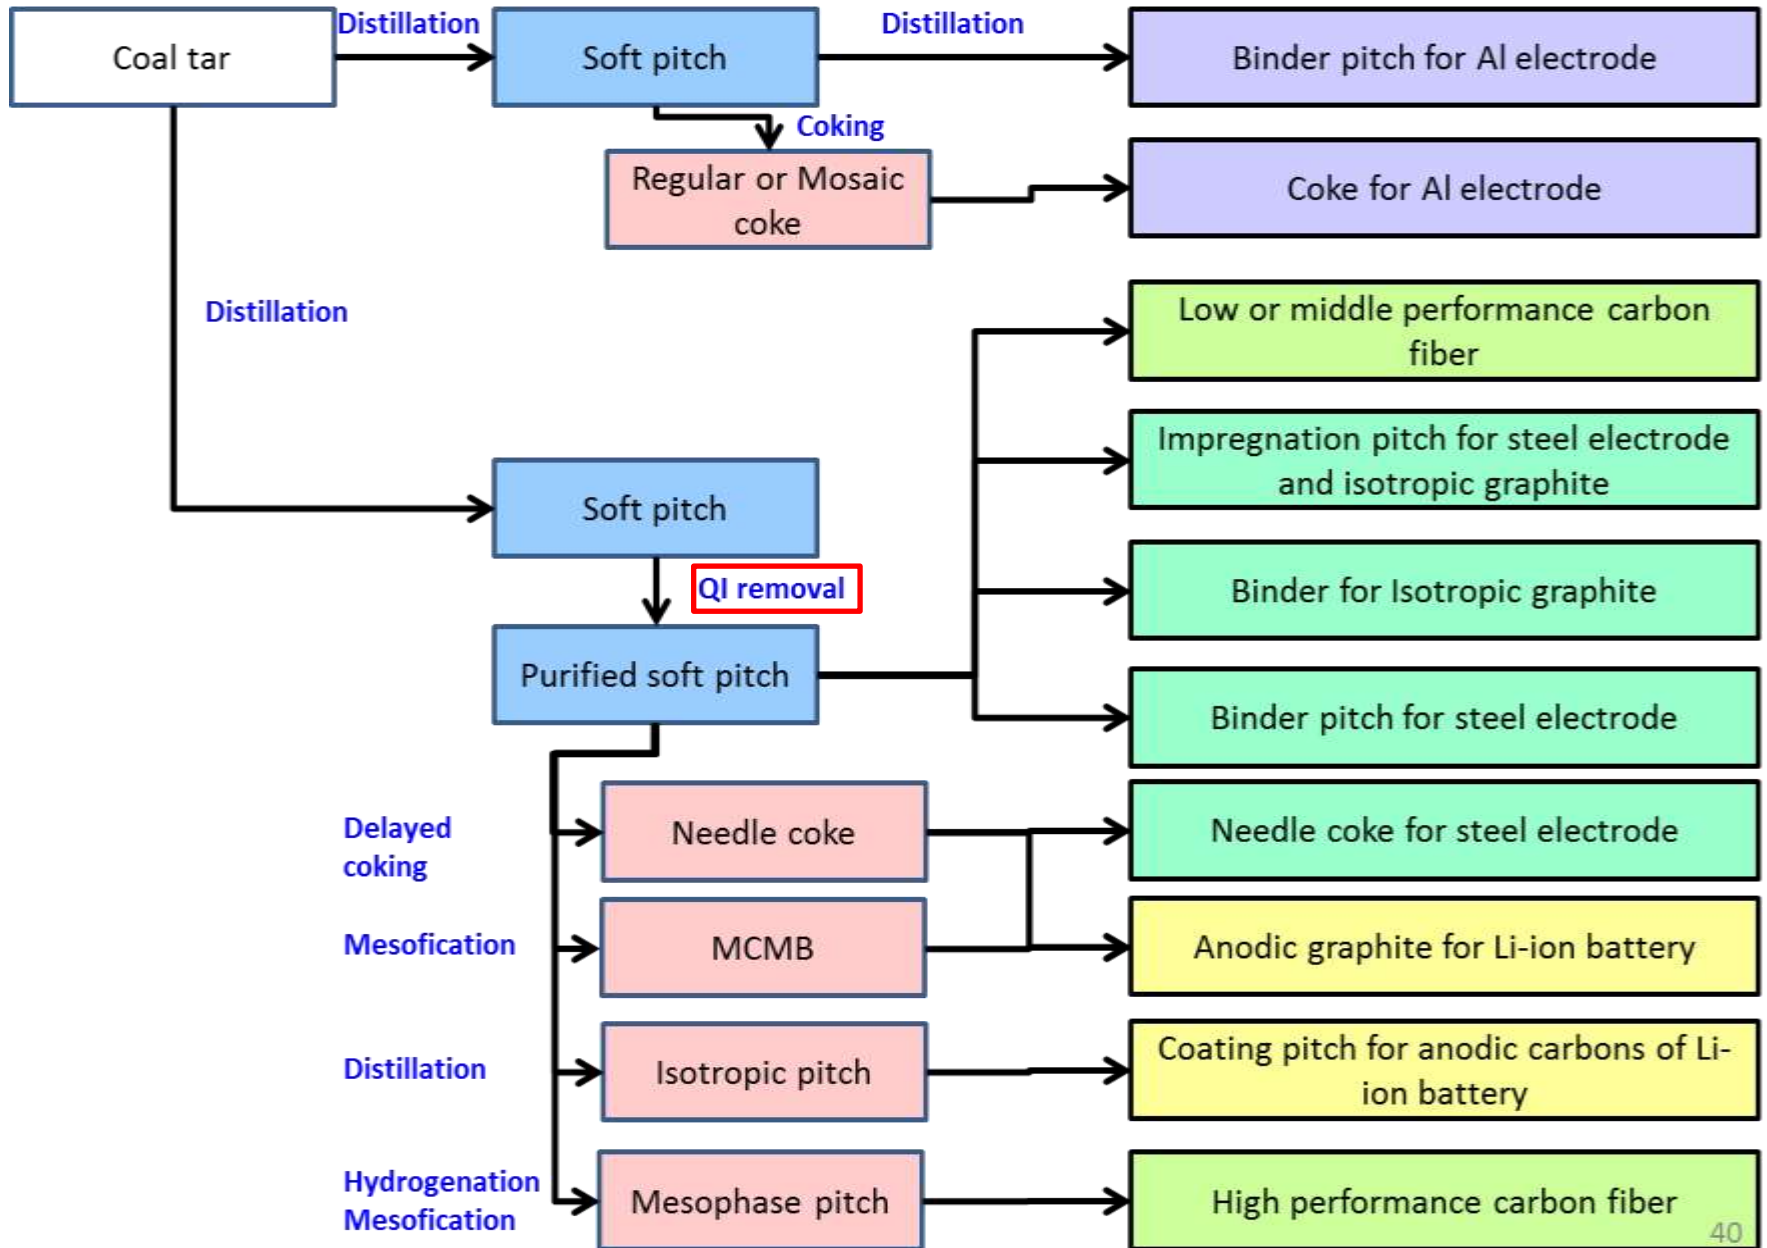 Distillation
Distillation
Coal tar
Soft pitch
Binder pitch for Al electrode
Coking
Regular or Mosaic
coke
Coke for Al electrode
Distillation
Low or middle performance carbon
fiber
Impregnation pitch for steel electrode
and isotropic graphite
Soft pitch
QI removal
Binder for Isotropic graphite
Purified soft pitch
Binder pitch for steel electrode
Delayed
coking
Needle coke
Needle coke for steel electrode
Mesofication
MCMB
Anodic graphite for Li-ion battery
Distillation
Isotropic pitch
Coating pitch for anodic carbons of Li-
ion battery
Hydrogenation
Mesofication
Mesophase pitch
High performance carbon fiber
40